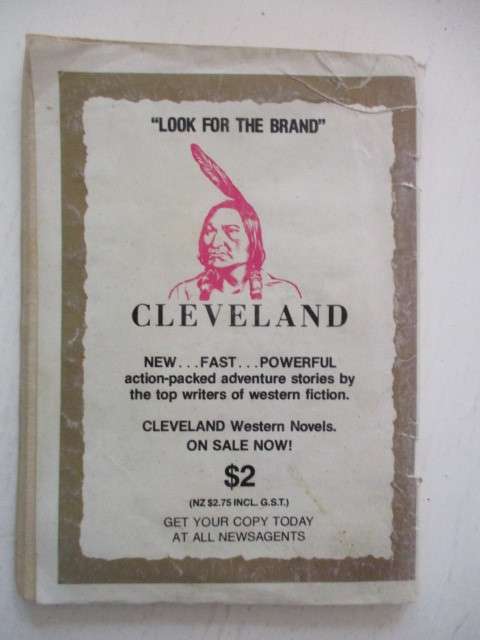 "LOOK FOR THE BRAND"
CLEVELAND
NEW...FAST...POWERFUL
action-packed adventure stories by
the top writers of western fiction.
CLEVELAND Western Novels.
ON SALE NOW!
$2
(NZ $2.75 INCL. G.S.T.)
GET YOUR COPY TODAY
AT ALL NEWSAGENTS